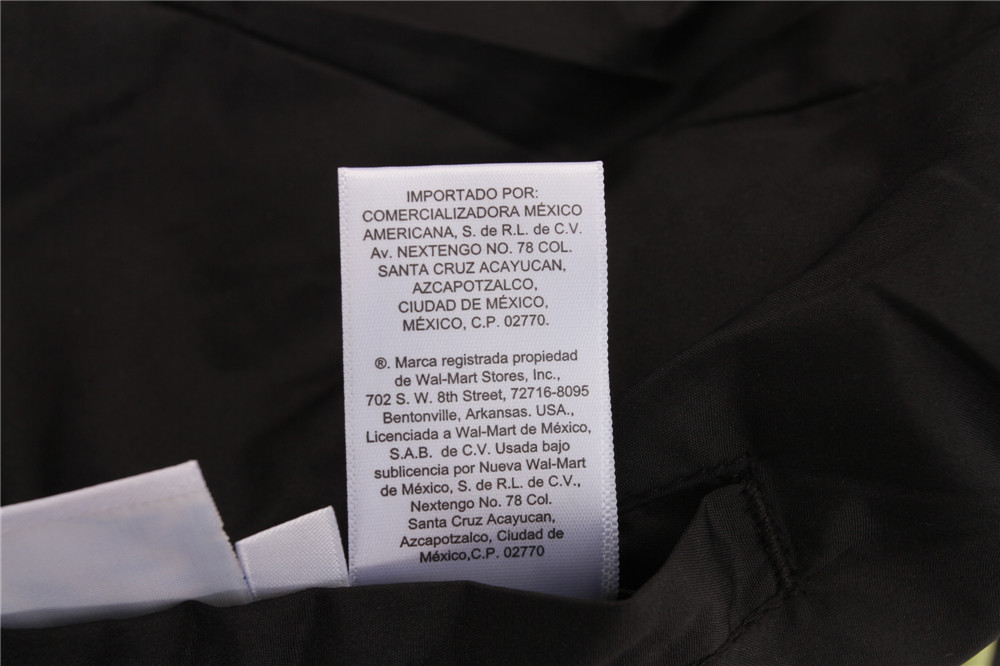 IMPORTADO POR:
COMERCIALIZADORA MÉXICO
AMERICANA, S. de R.L. de C.V.
Av. NEXTENGO NO. 78 COL.
SANTA CRUZ ACAYUCAN,
AZCAPOTZALCO,
CIUDAD DE MÉXICO,
MÉXICO, C.P. 02770.
®. Marca registrada propiedad
de Wal-Mart Stores, Inc.,
702 S. W. 8th Street, 72716-8095
Bentonville, Arkansas. USA.,
Licenciada a Wal-Mart de México,
S.A.B. de C.V. Usada bajo
sublicencia por Nueva Wal-Mart
de México, S. de R.L. de C.V.,
Nextengo No. 78 Col.
Santa Cruz Acayucan,
Azcapotzalco, Ciudad de
México,C.P. 02770